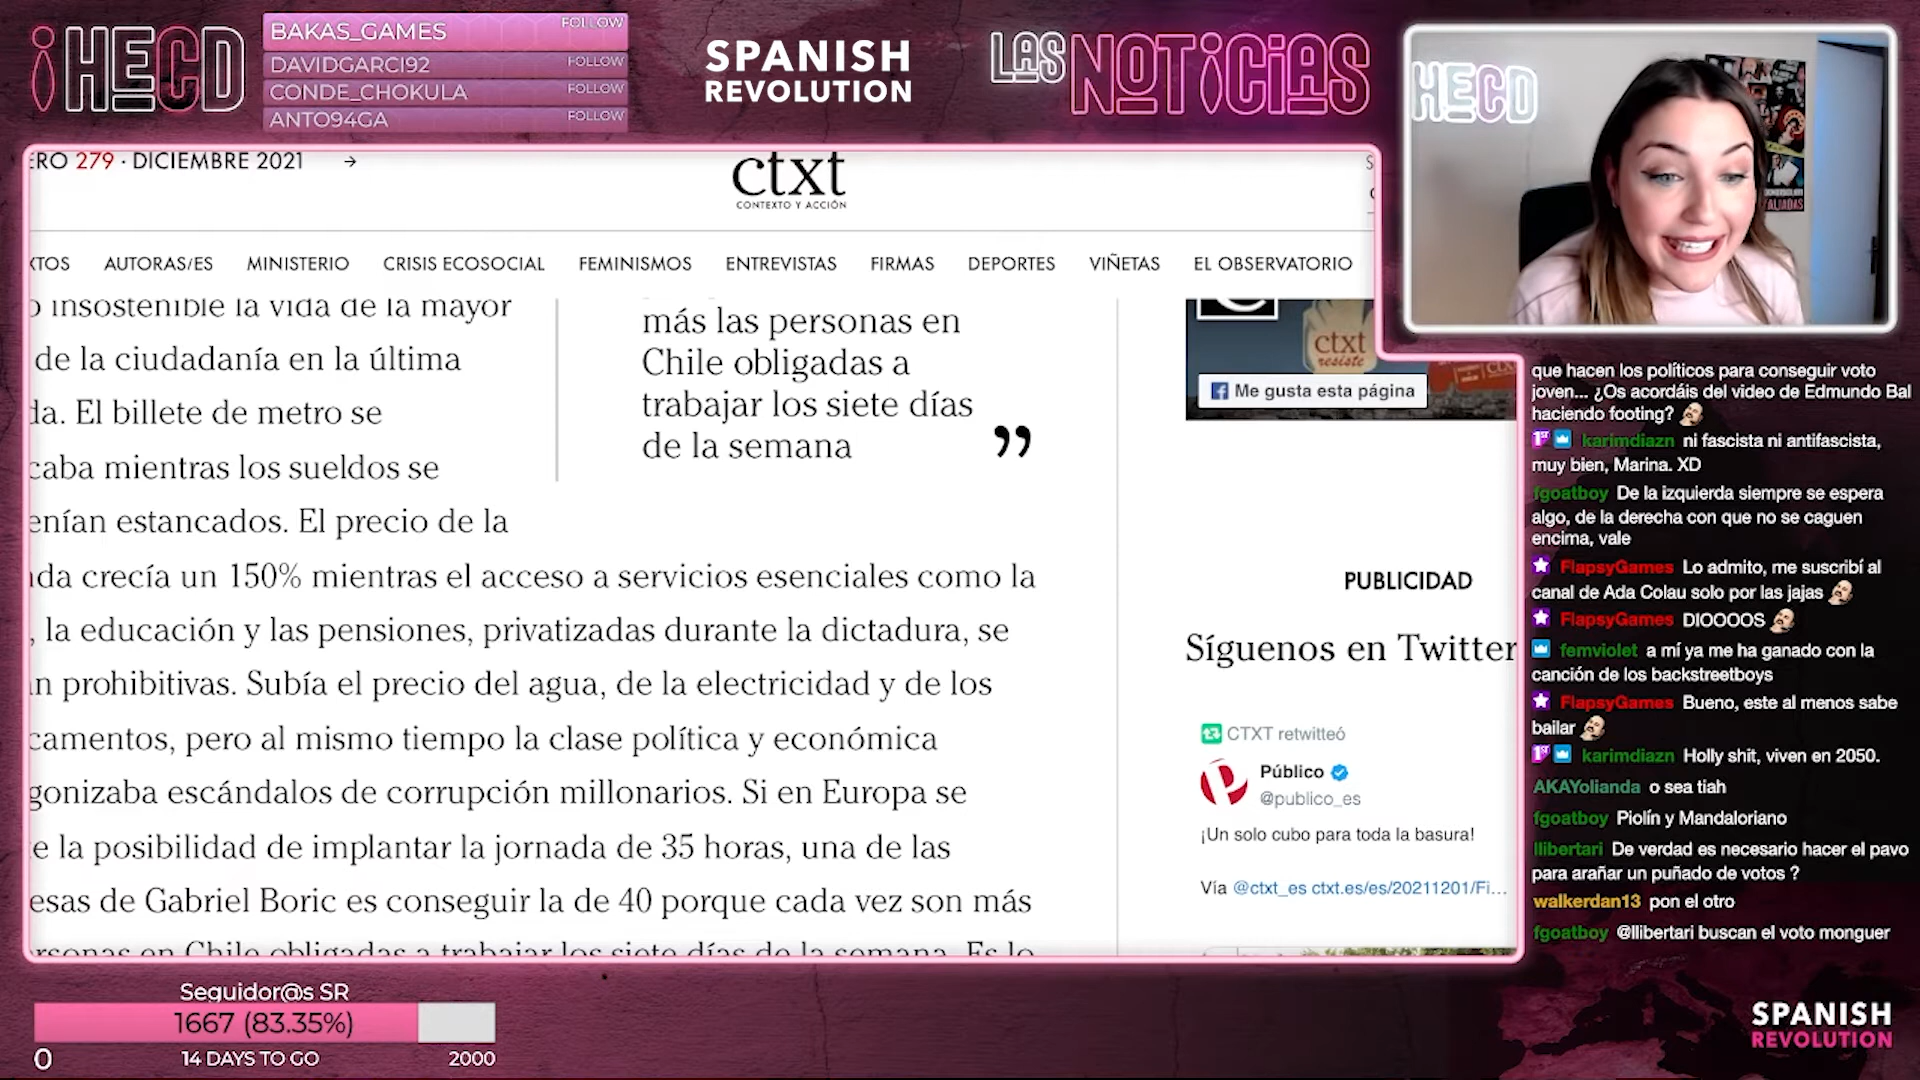 HECD
BAKAS_GAMES FOLLOW
DAVIDGARCI92 FOLLOW
CONDE_CHOKULA FOLLOW
ANTO94GA FOLLOW
SPANISH
REVOLUTION
LAS NOTICIAS
HECD
ALIADAS
ERO 279 · DICIEMBRE 2021 →
ctxt
CONTEXTO Y ACCIÓN
XTOS AUTORAS/ES MINISTERIO CRISIS ECOSOCIAL FEMINISMOS ENTREVISTAS FIRMAS DEPORTES VIÑETAS EL OBSERVATORIO
o insostenible la vida de la mayor
de la ciudadanía en la última
da. El billete de metro se
caba mientras los sueldos se
enían estancados. El precio de la
da crecía un 150% mientras el acceso a servicios esenciales como la
, la educación y las pensiones, privatizadas durante la dictadura, se
n prohibitivas. Subía el precio del agua, de la electricidad y de los
camentos, pero al mismo tiempo la clase política y económica
gonizaba escándalos de corrupción millonarios. Si en Europa se
e la posibilidad de implantar la jornada de 35 horas, una de las
esas de Gabriel Boric es conseguir la de 40 porque cada vez son más
rsonas en Chile obligadas a trabajar los siete días de la semana. Es lo
más las personas en
Chile obligadas a
trabajar los siete días
de la semana ”
ctxt
resiste
Me gusta esta página
PUBLICIDAD
Síguenos en Twitter
CTXT retwitteó
Público
@publico_es
¡Un solo cubo para toda la basura!
Vía @ctxt_es ctxt.es/es/20211201/Fi...
que hacen los políticos para conseguir voto
joven... ¿Os acordáis del video de Edmundo Bal
haciendo footing?
karimdiazn ni fascista ni antifascista,
muy bien, Marina. XD
fgoatboy De la izquierda siempre se espera
algo, de la derecha con que no se caguen
encima, vale
FlapsyGames Lo admito, me suscribí al
canal de Ada Colau solo por las jajas
FlapsyGames DIOOOOS
femviolet a mí ya me ha ganado con la
canción de los backstreetboys
FlapsyGames Bueno, este al menos sabe
bailar
karimdiazn Holly shit, viven en 2050.
AKAYolianda o sea tiah
fgoatboy Piolín y Mandaloriano
llibertari De verdad es necesario hacer el pavo
para arañar un puñado de votos ?
walkerdan13 pon el otro
fgoatboy @llibertari buscan el voto monguer
Seguidor@s SR
1667 (83.35%)
0 14 DAYS TO GO 2000
SPANISH
REVOLUTION